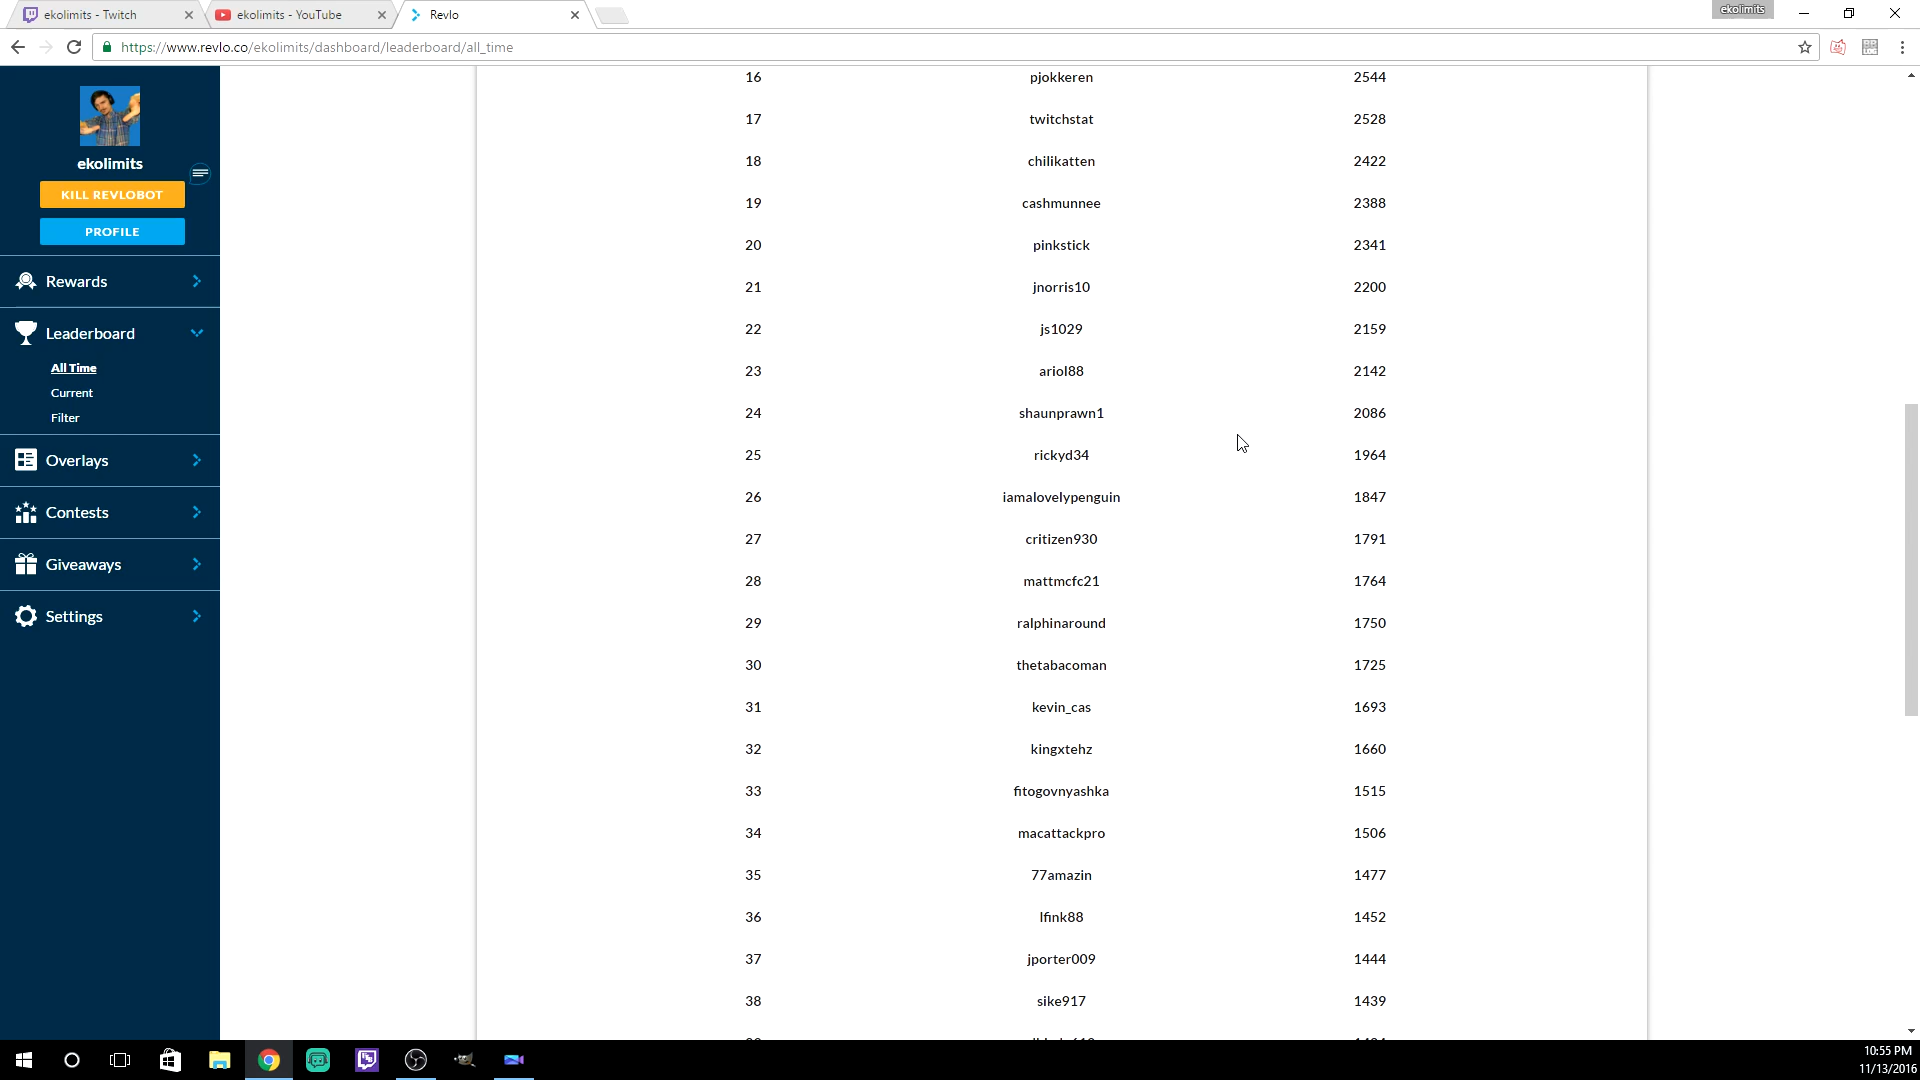 ekolimits - Twitch
ekolimits - YouTube
Revlo
ekolimits
https://www.revlo.co/ekolimits/dashboard/leaderboard/all_time
ekolimits
KILL REVLOBOT
PROFILE
Rewards
Leaderboard
All Time
Current
Filter
Overlays
Contests
Giveaways
Settings
16 pjokkeren 2544
17 twitchstat 2528
18 chilikatten 2422
19 cashmunnee 2388
20 pinkstick 2341
21 jnorris10 2200
22 js1029 2159
23 ariol88 2142
24 shaunprawn1 2086
25 rickyd34 1964
26 iamalovelypenguin 1847
27 critizen930 1791
28 mattmcfc21 1764
29 ralphinaround 1750
30 thetabacoman 1725
31 kevin_cas 1693
32 kingxtehz 1660
33 fitogovnyashka 1515
34 macattackpro 1506
35 77amazin 1477
36 lfink88 1452
37 jporter009 1444
38 sike917 1439
10:55 PM
11/13/2016